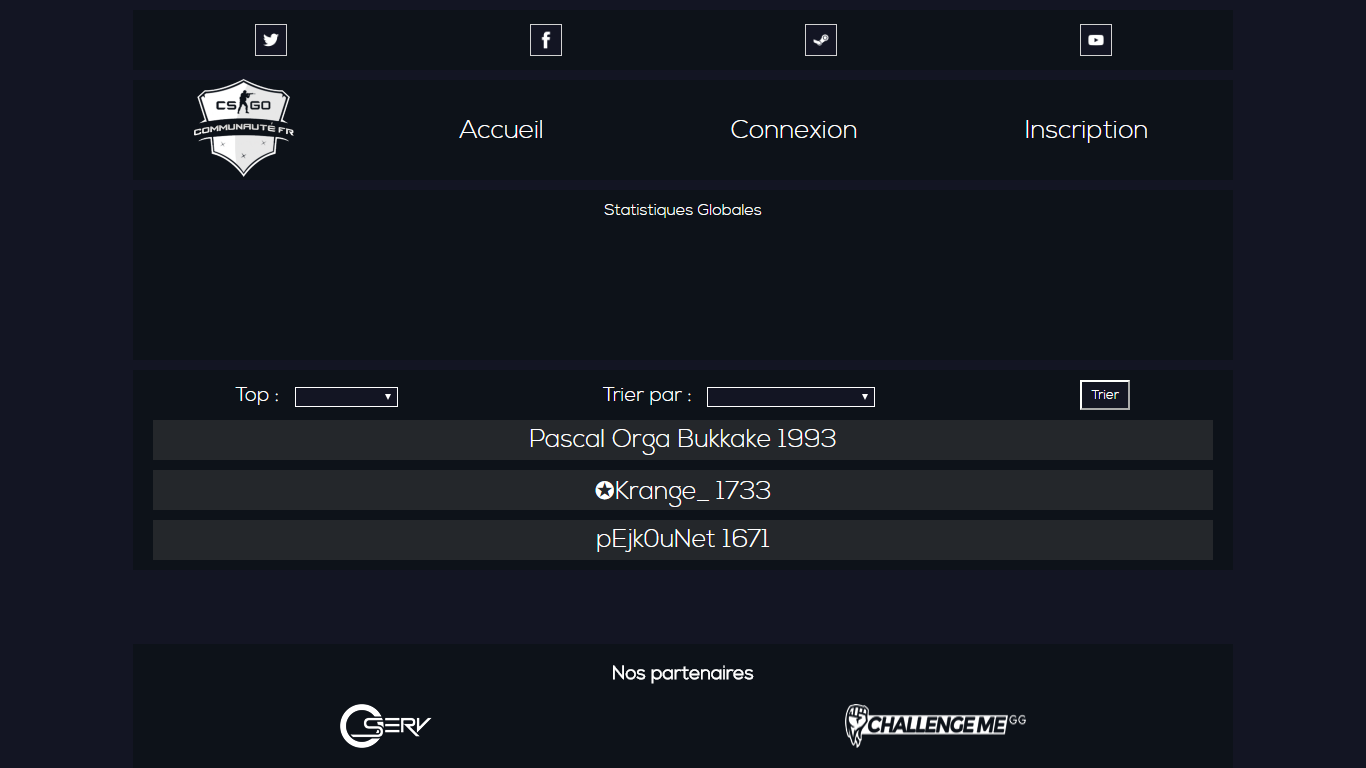 CS GO
COMMUNAUTÉ FR
Accueil
Connexion
Inscription
Statistiques Globales
Top :
Trier par :
Trier
Pascal Orga Bukkake 1993
✪Krange_ 1733
pEjk0uNet 1671
Nos partenaires
SERV
CHALLENGE ME GG